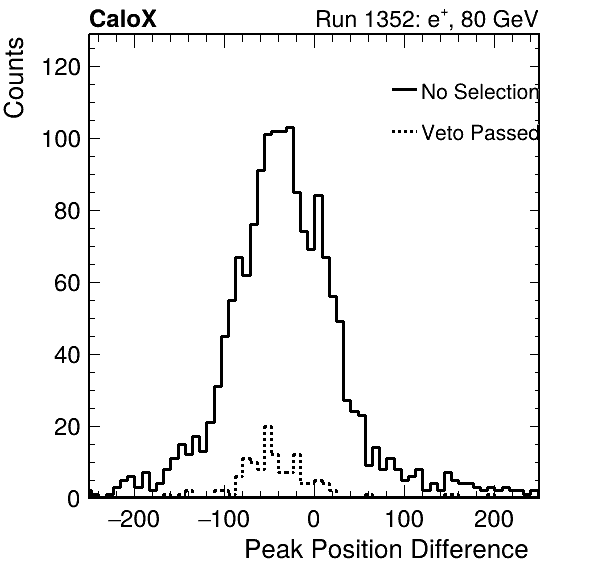 CaloX Run 1352: e+, 80 GeV
Counts
120
100
80
60
40
20
0
No Selection
Veto Passed
−200 −100 0 100 200
Peak Position Difference